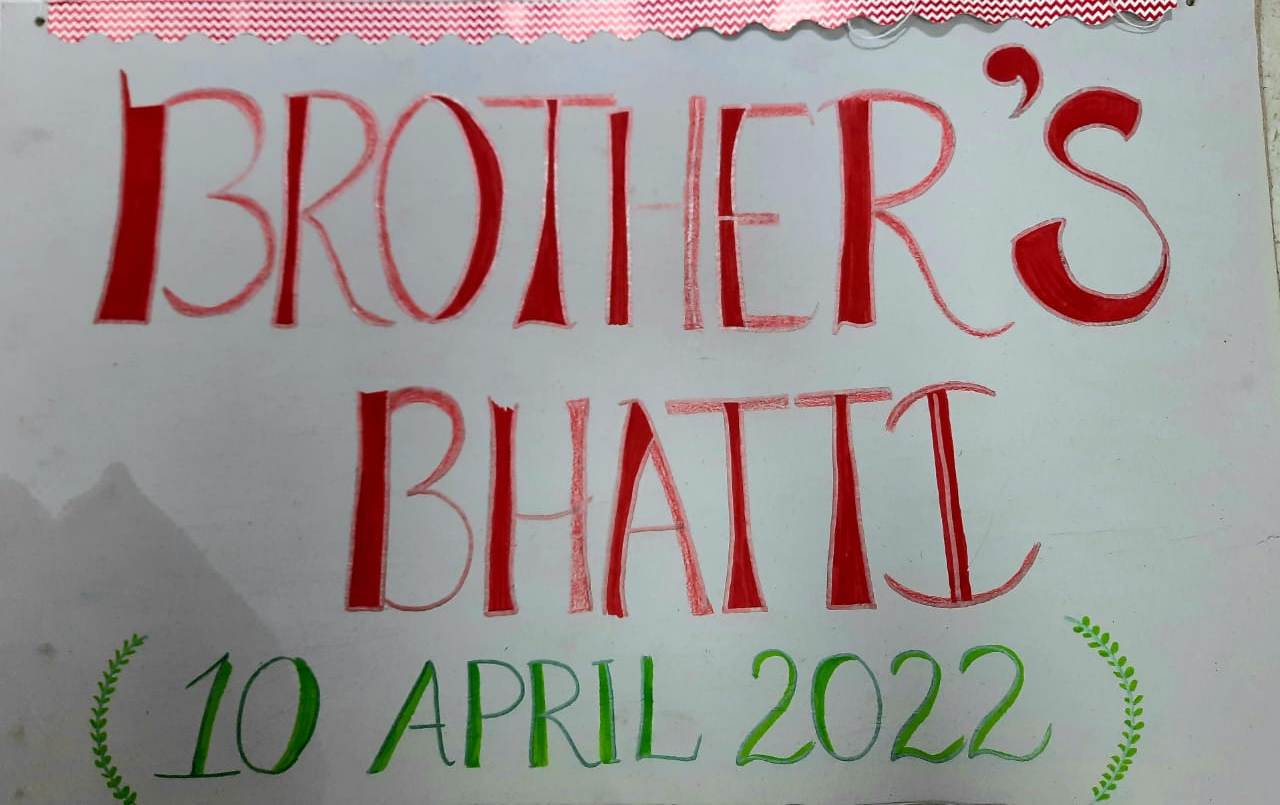 BROTHER'S
BHATTI
(10 APRIL 2022)